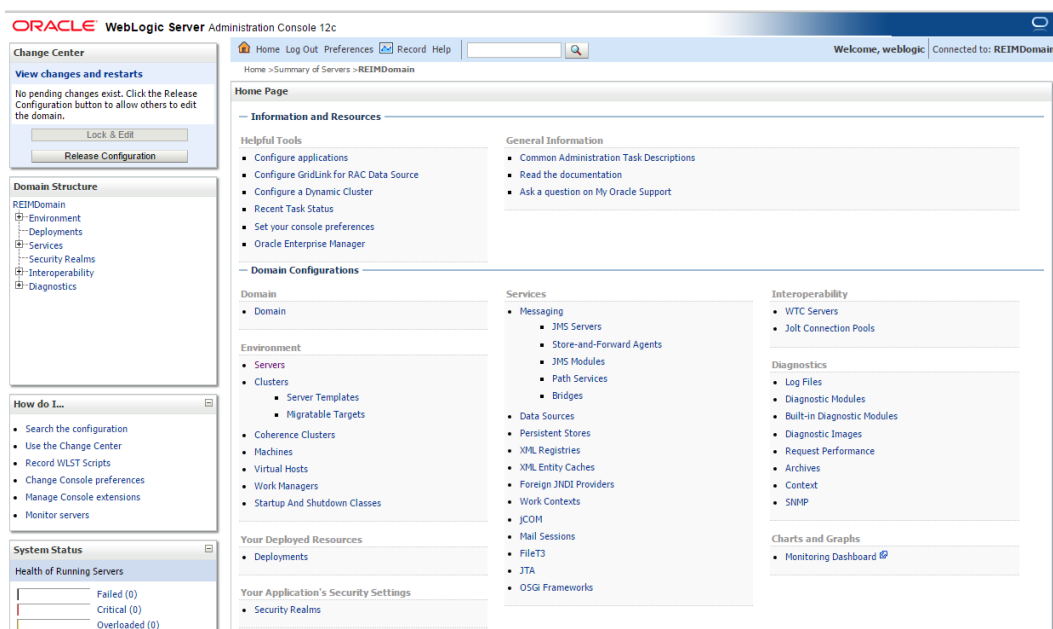 ORACLE WebLogic Server Administration Console 12c
Change Center
View changes and restarts
No pending changes exist. Click the Release
Configuration button to allow others to edit
the domain.
Lock & Edit
Release Configuration
Domain Structure
REIMDomain
Environment
Deployments
Services
Security Realms
Interoperability
Diagnostics
How do I...
Search the configuration
Use the Change Center
Record WLST Scripts
Change Console preferences
Manage Console extensions
Monitor servers
System Status
Health of Running Servers
Failed (0)
Critical (0)
Overloaded (0)
Home Log Out Preferences Record Help
Welcome, weblogic Connected to: REIMDomain
Home >Summary of Servers >REIMDomain
Home Page
Information and Resources
Helpful Tools
Configure applications
Configure GridLink for RAC Data Source
Configure a Dynamic Cluster
Recent Task Status
Set your console preferences
Oracle Enterprise Manager
General Information
Common Administration Task Descriptions
Read the documentation
Ask a question on My Oracle Support
Domain Configurations
Domain
Domain
Environment
Servers
Clusters
Server Templates
Migratable Targets
Coherence Clusters
Machines
Virtual Hosts
Work Managers
Startup And Shutdown Classes
Your Deployed Resources
Deployments
Your Application's Security Settings
Security Realms
Services
Messaging
JMS Servers
Store-and-Forward Agents
JMS Modules
Path Services
Bridges
Data Sources
Persistent Stores
XML Registries
XML Entity Caches
Foreign JNDI Providers
Work Contexts
jCOM
Mail Sessions
FileT3
JTA
OSGi Frameworks
Interoperability
WTC Servers
Jolt Connection Pools
Diagnostics
Log Files
Diagnostic Modules
Built-in Diagnostic Modules
Diagnostic Images
Request Performance
Archives
Context
SNMP
Charts and Graphs
Monitoring Dashboard